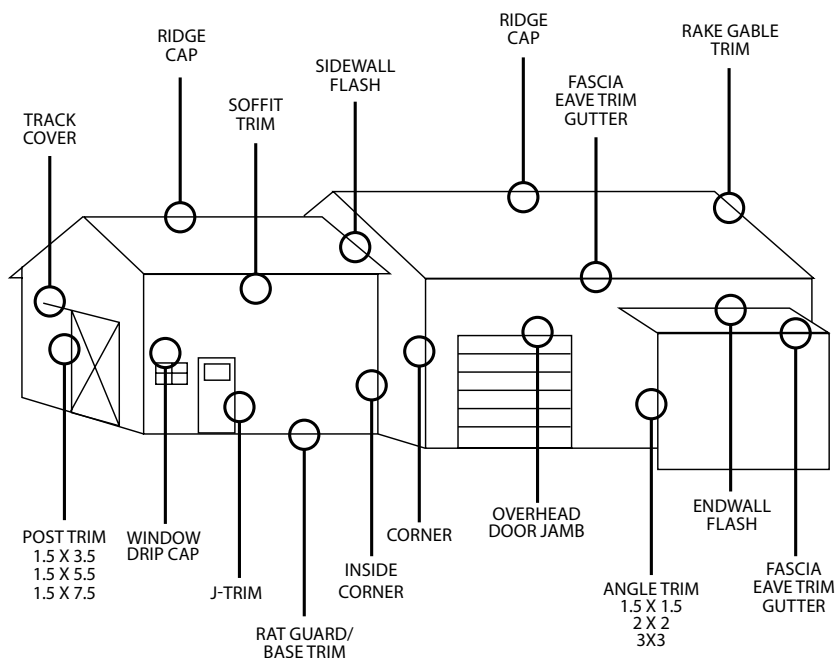 RIDGE
CAP
RIDGE
CAP
RAKE GABLE
TRIM
SIDEWALL
FLASH
FASCIA
EAVE TRIM
GUTTER
SOFFIT
TRIM
TRACK
COVER
POST TRIM
1.5 X 3.5
1.5 X 5.5
1.5 X 7.5
WINDOW
DRIP CAP
J-TRIM
RAT GUARD/
BASE TRIM
INSIDE
CORNER
CORNER
OVERHEAD
DOOR JAMB
ANGLE TRIM
1.5 X 1.5
2 X 2
3X3
ENDWALL
FLASH
FASCIA
EAVE TRIM
GUTTER